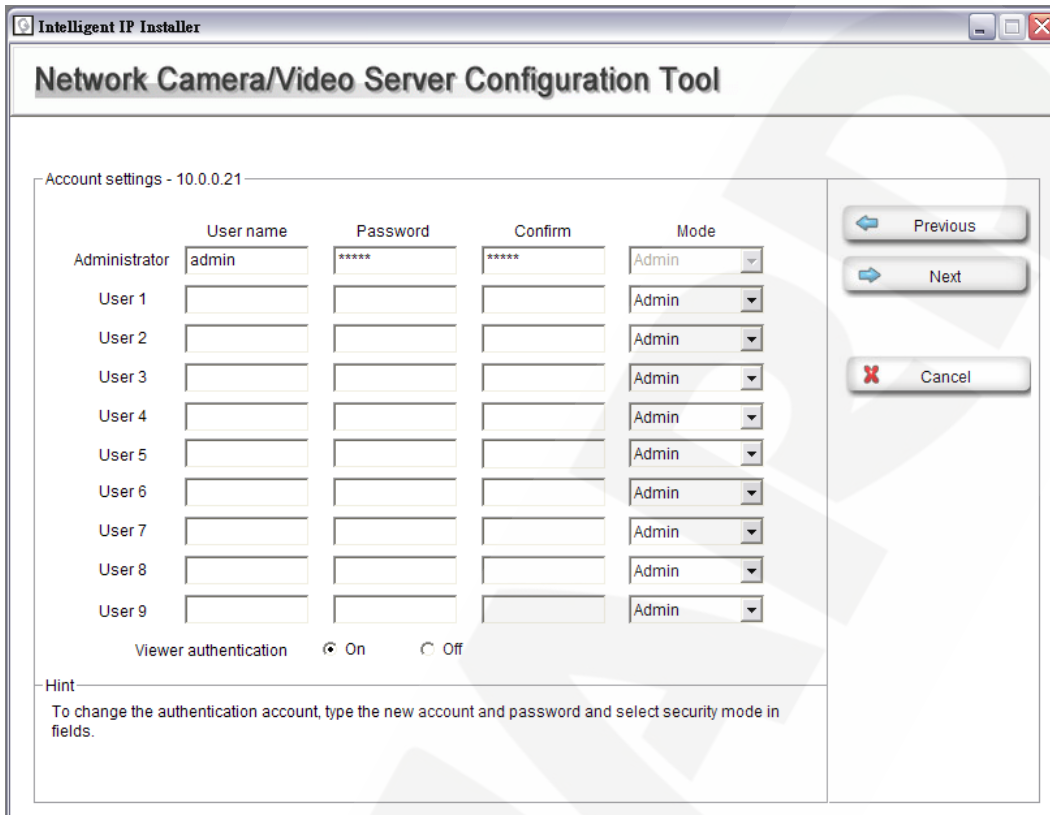 Intelligent IP Installer
Network Camera/Video Server Configuration Tool
Account settings - 10.0.0.21
User name Password Confirm Mode
Administrator admin ***** ***** Admin
User 1 Admin
User 2 Admin
User 3 Admin
User 4 Admin
User 5 Admin
User 6 Admin
User 7 Admin
User 8 Admin
User 9 Admin
Viewer authentication On Off
Hint
To change the authentication account, type the new account and password and select security mode in
fields.
Previous
Next
Cancel